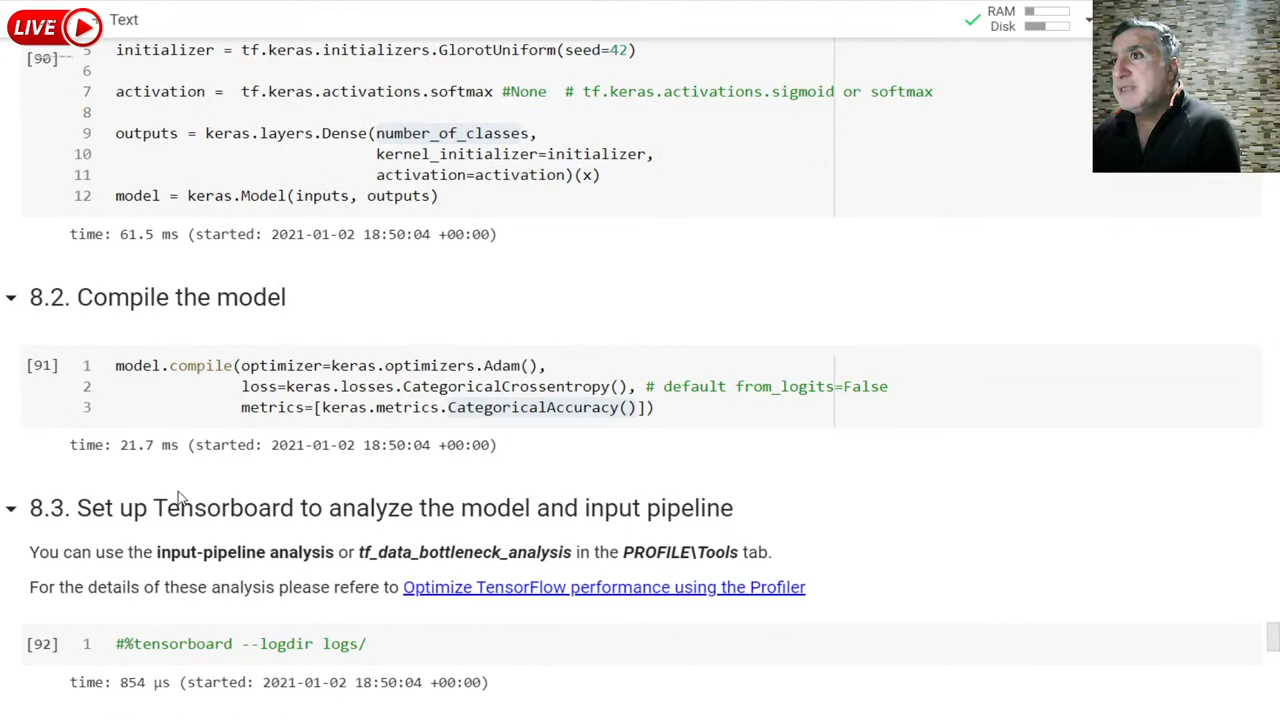 LIVE
Text
RAM
Disk
[90]
5 initializer = tf.keras.initializers.GlorotUniform(seed=42)
6
7 activation =  tf.keras.activations.softmax #None  # tf.keras.activations.sigmoid or softmax
8
9 outputs = keras.layers.Dense(number_of_classes,
10 kernel_initializer=initializer,
11 activation=activation)(x)
12 model = keras.Model(inputs, outputs)
time: 61.5 ms (started: 2021-01-02 18:50:04 +00:00)
8.2. Compile the model
[91] 1 model.compile(optimizer=keras.optimizers.Adam(),
2 loss=keras.losses.CategoricalCrossentropy(), # default from_logits=False
3 metrics=[keras.metrics.CategoricalAccuracy()])
time: 21.7 ms (started: 2021-01-02 18:50:04 +00:00)
8.3. Set up Tensorboard to analyze the model and input pipeline
You can use the input-pipeline analysis or tf_data_bottleneck_analysis in the PROFILE\Tools tab.
For the details of these analysis please refere to Optimize TensorFlow performance using the Profiler
[92] 1 #%tensorboard --logdir logs/
time: 854 µs (started: 2021-01-02 18:50:04 +00:00)